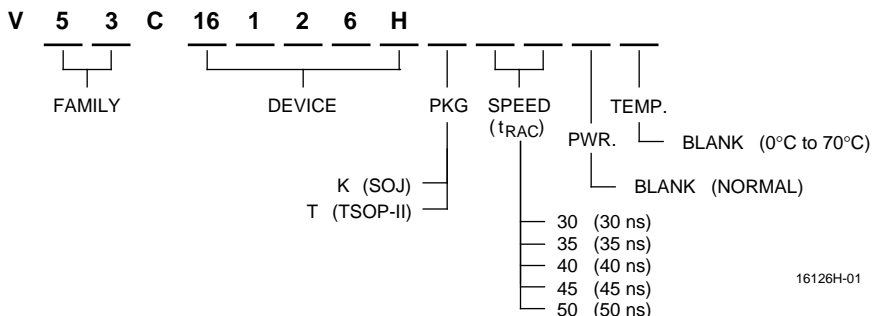 V 5 3 C 16 1 2 6 H
FAMILY DEVICE PKG SPEED TEMP.
(tRAC) PWR.
BLANK (0°C to 70°C)
K (SOJ) BLANK (NORMAL)
T (TSOP-II)
30 (30 ns)
35 (35 ns)
40 (40 ns)
45 (45 ns)
50 (50 ns)
16126H-01